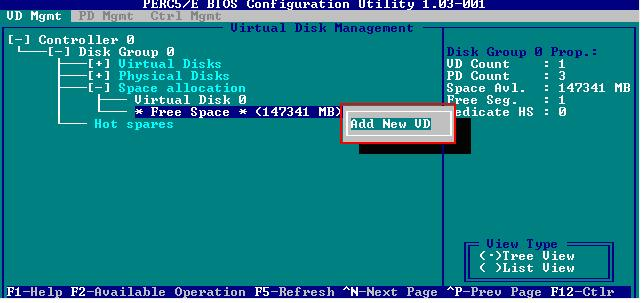 PERC5/E BIOS Configuration Utility 1.03-001
VD Mgmt PD Mgmt Ctrl Mgmt
Virtual Disk Management
[-] Controller 0
[-] Disk Group 0
[+] Virtual Disks
[+] Physical Disks
[-] Space allocation
Virtual Disk 0
* Free Space * (147341 MB)
Hot spares
Add New VD
Disk Group 0 Prop.:
VD Count : 1
PD Count : 3
Space Avl. : 147341 MB
Free Seg. : 1
edicate HS : 0
View Type
(·)Tree View
( )List View
F1-Help F2-Available Operation F5-Refresh ^N-Next Page ^P-Prev Page F12-Ctlr